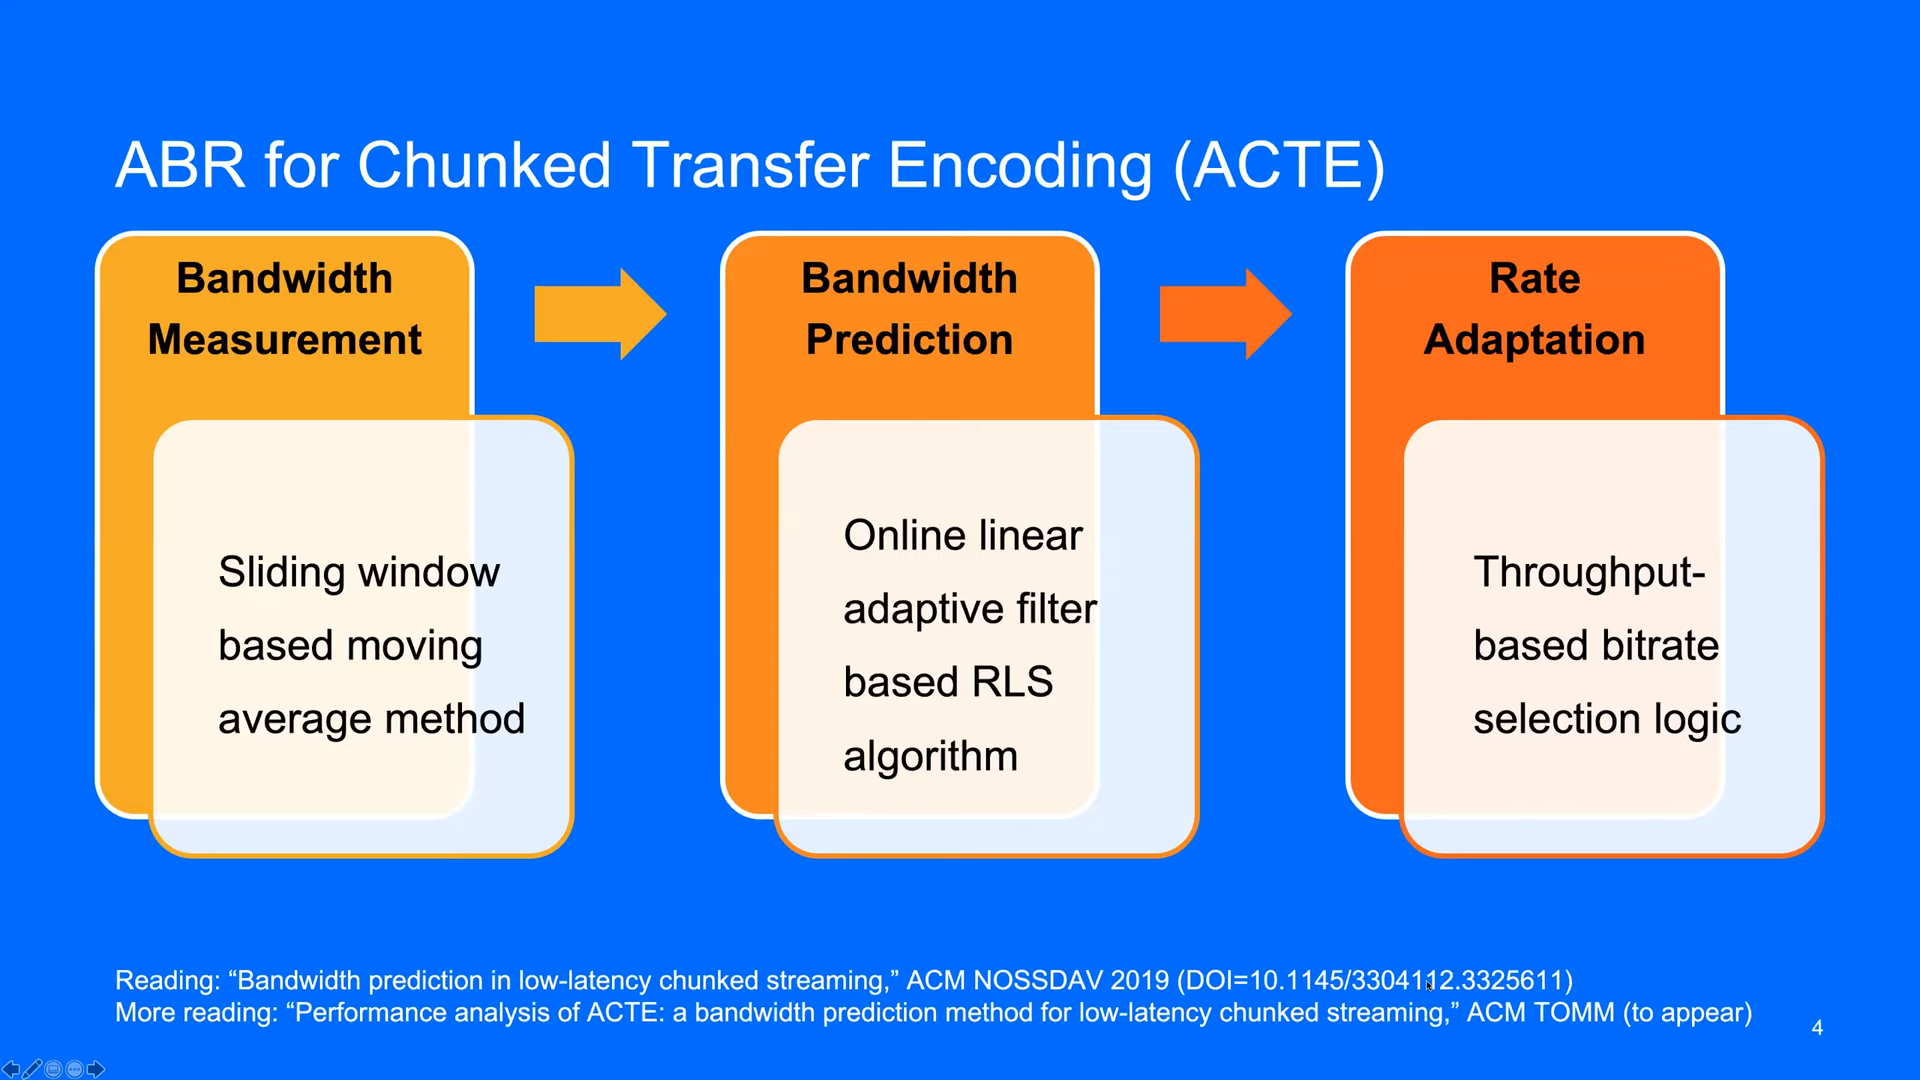 ABR for Chunked Transfer Encoding (ACTE)
Bandwidth
Measurement
Sliding window
based moving
average method
Bandwidth
Prediction
Online linear
adaptive filter
based RLS
algorithm
Rate
Adaptation
Throughput-
based bitrate
selection logic
Reading: “Bandwidth prediction in low-latency chunked streaming,” ACM NOSSDAV 2019 (DOI=10.1145/3304112.3325611)
More reading: “Performance analysis of ACTE: a bandwidth prediction method for low-latency chunked streaming,” ACM TOMM (to appear)
4